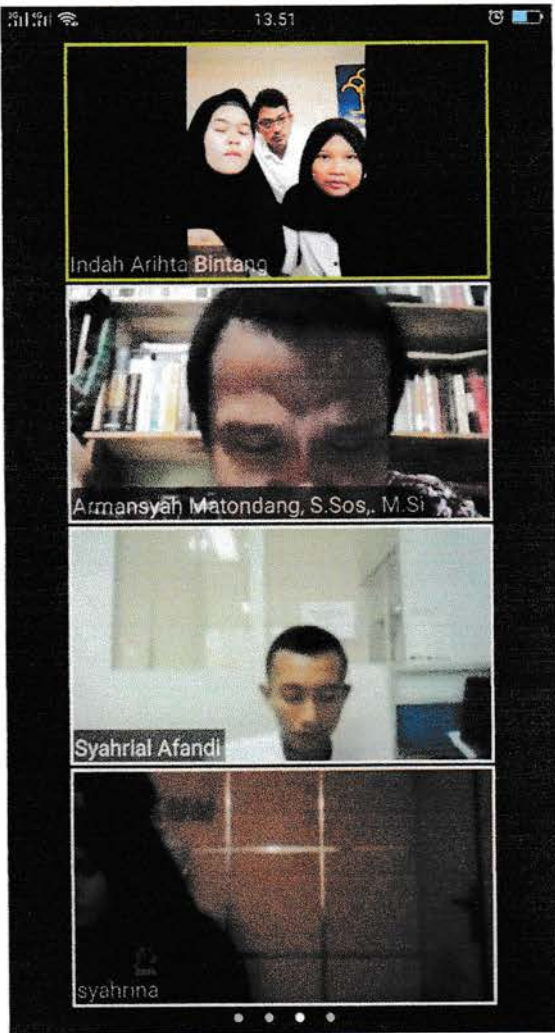 13.51
Indah Arihta Bintang
Armansyah Matondang, S.Sos,. M.Si
Syahrial Afandi
syahrina